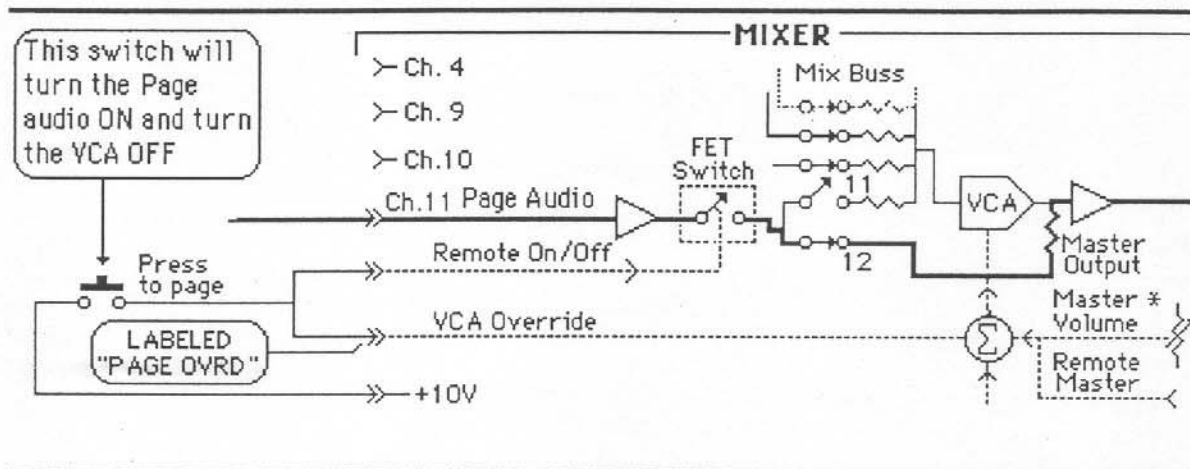 MIXER
This switch will
turn the Page
audio ON and turn
the VCA OFF
Ch. 4
Ch. 9
Ch.10
Mix Buss
FET
Switch
11
Ch.11 Page Audio
VCA
12
Master
Output
Remote On/Off
Press
to page
VCA Override
LABELED
"PAGE OVRD"
Σ
Master *
Volume
Remote
Master
+10V